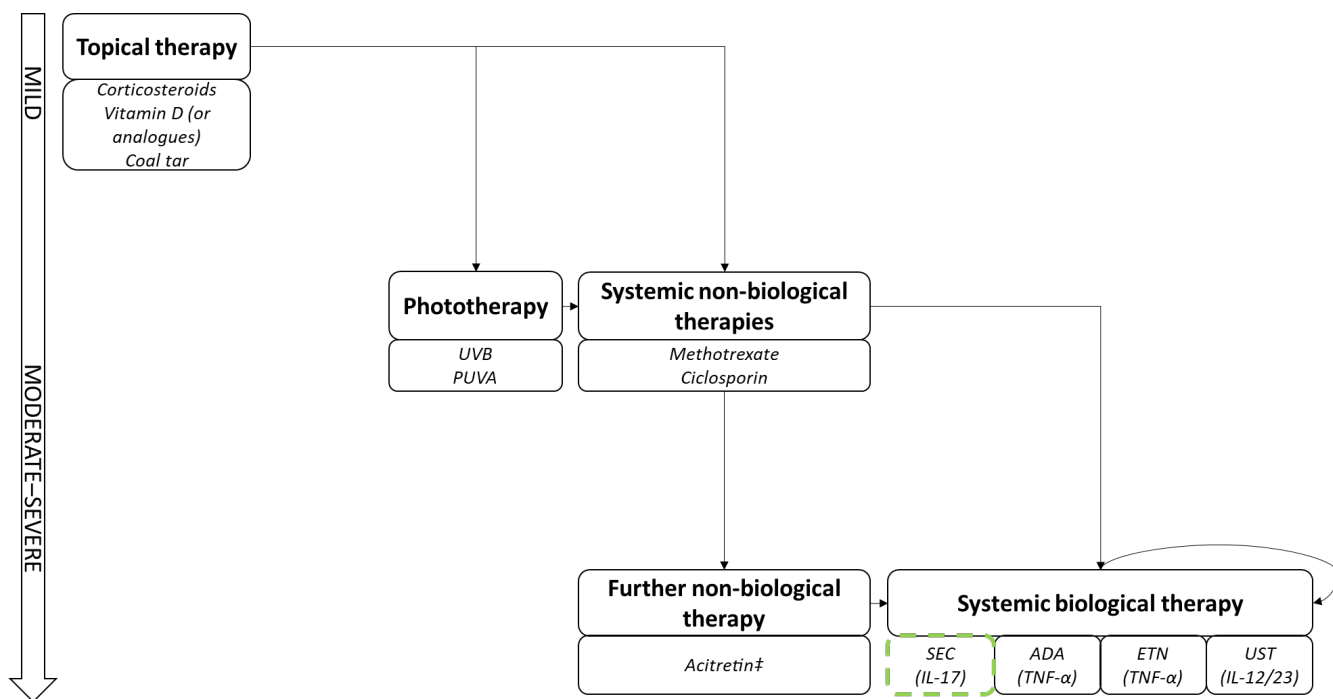 MILD
MODERATE–SEVERE
Topical therapy
Corticosteroids
Vitamin D (or
analogues)
Coal tar
Phototherapy
UVB
PUVA
Systemic non-biological
therapies
Methotrexate
Ciclosporin
Further non-biological
therapy
Acitretin‡
Systemic biological therapy
SEC
(IL-17)
ADA
(TNF-α)
ETN
(TNF-α)
UST
(IL-12/23)